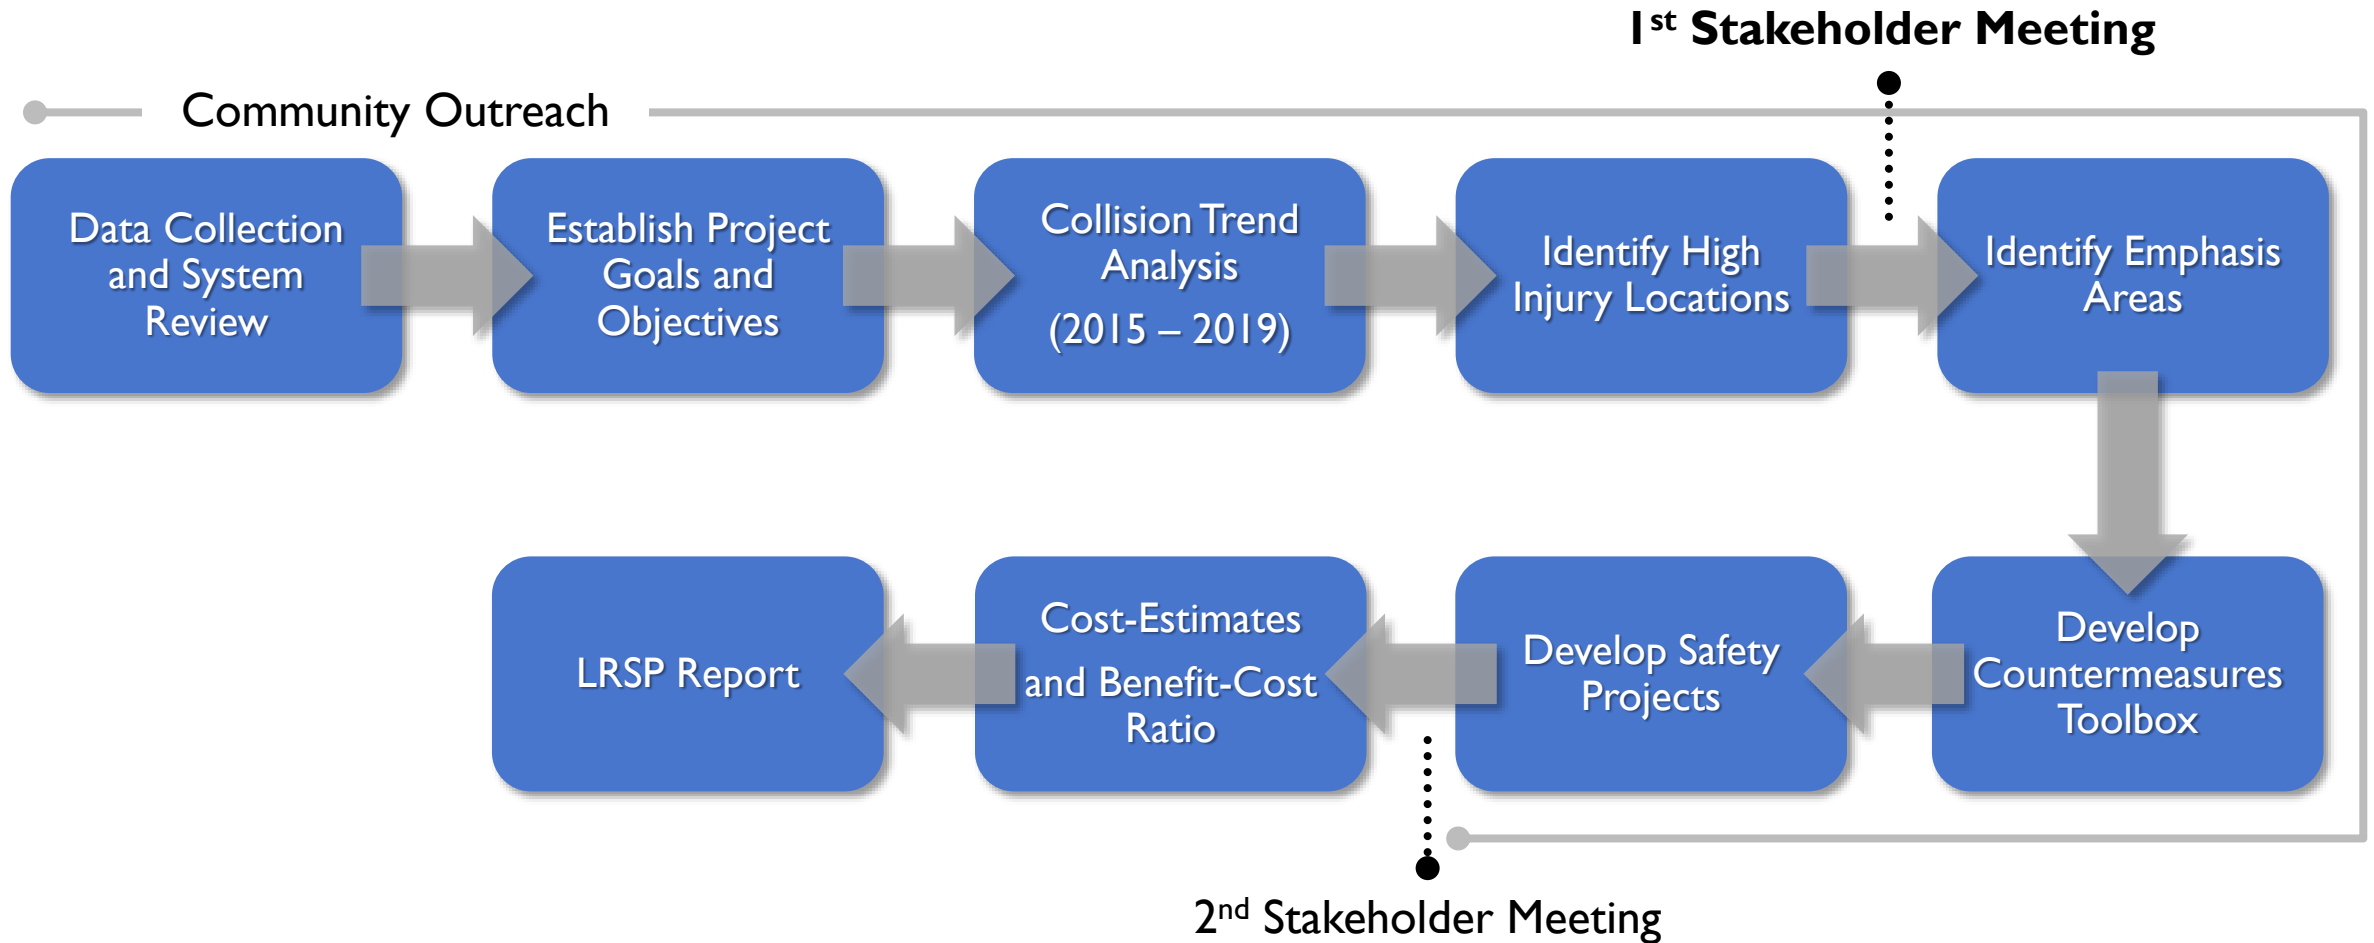 1st Stakeholder Meeting
Community Outreach
Data Collection
and System
Review
Establish Project
Goals and
Objectives
Collision Trend
Analysis
(2015 – 2019)
Identify High
Injury Locations
Identify Emphasis
Areas
Develop
Countermeasures
Toolbox
Develop Safety
Projects
Cost-Estimates
and Benefit-Cost
Ratio
LRSP Report
2nd Stakeholder Meeting